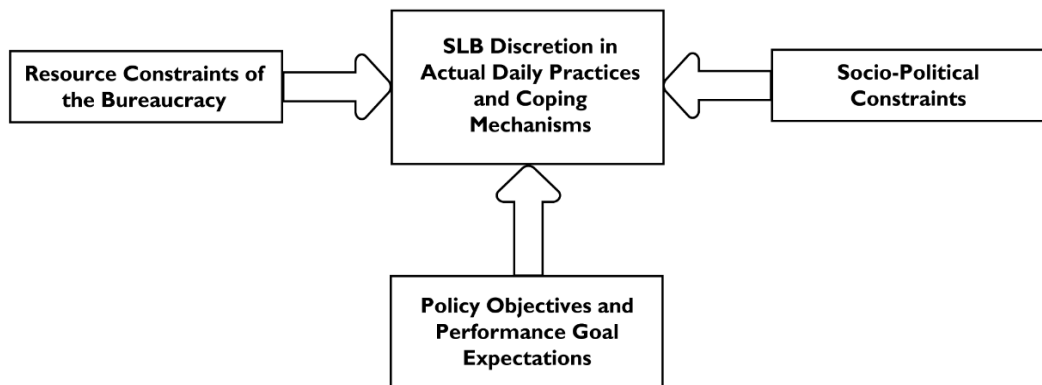 Resource Constraints of
the Bureaucracy
SLB Discretion in
Actual Daily Practices
and Coping
Mechanisms
Socio-Political
Constraints
Policy Objectives and
Performance Goal
Expectations